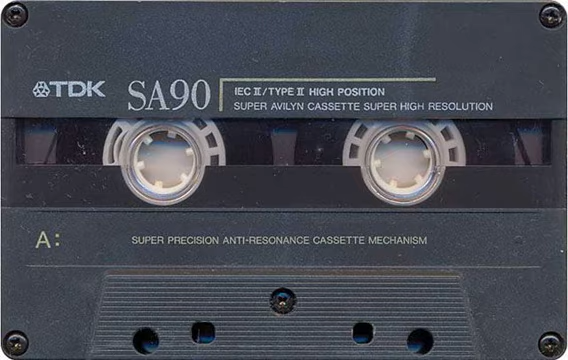 TDK SA90
IEC II/TYPE II HIGH POSITION
SUPER AVILYN CASSETTE SUPER HIGH RESOLUTION
A:
SUPER PRECISION ANTI-RESONANCE CASSETTE MECHANISM